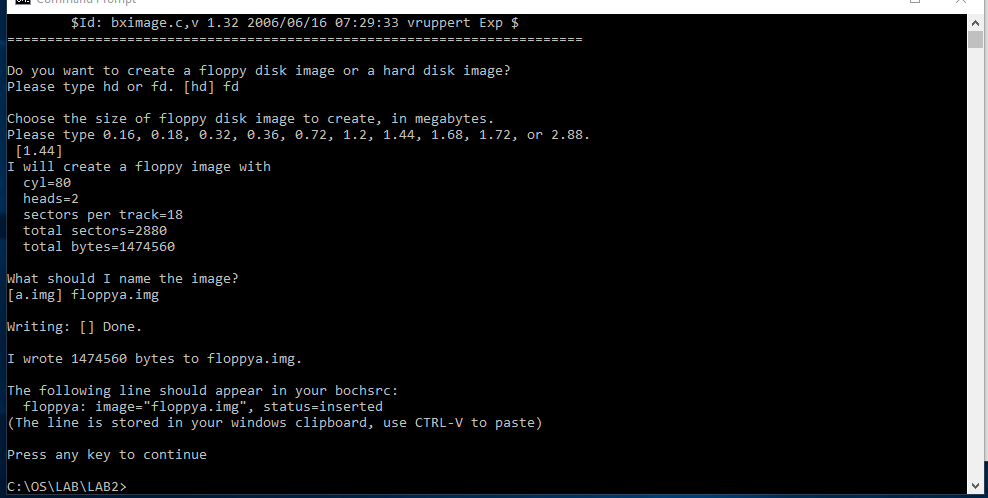 Command Prompt
$Id: bximage.c,v 1.32 2006/06/16 07:29:33 vruppert Exp $
========================================================================
Do you want to create a floppy disk image or a hard disk image?
Please type hd or fd. [hd] fd
Choose the size of floppy disk image to create, in megabytes.
Please type 0.16, 0.18, 0.32, 0.36, 0.72, 1.2, 1.44, 1.68, 1.72, or 2.88.
[1.44]
I will create a floppy image with
cyl=80
heads=2
sectors per track=18
total sectors=2880
total bytes=1474560
What should I name the image?
[a.img] floppya.img
Writing: [] Done.
I wrote 1474560 bytes to floppya.img.
The following line should appear in your bochsrc:
floppya: image="floppya.img", status=inserted
(The line is stored in your windows clipboard, use CTRL-V to paste)
Press any key to continue
C:\OS\LAB\LAB2>